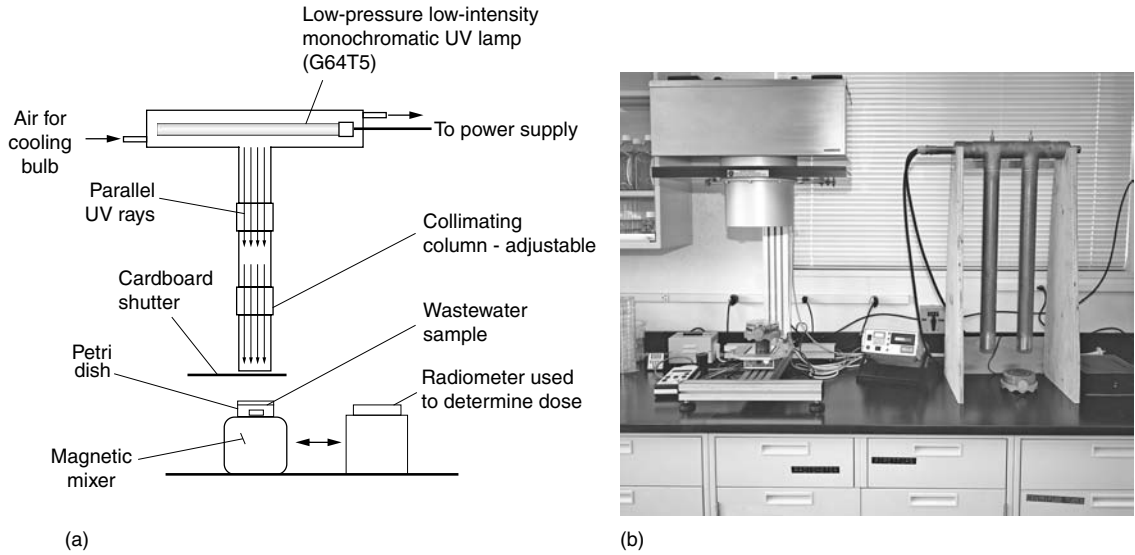 Low-pressure low-intensity
monochromatic UV lamp
(G64T5)
Air for
cooling
bulb
To power supply
Parallel
UV rays
Collimating
column - adjustable
Cardboard
shutter
Wastewater
sample
Petri
dish
Radiometer used
to determine dose
Magnetic
mixer
(a)
(b)